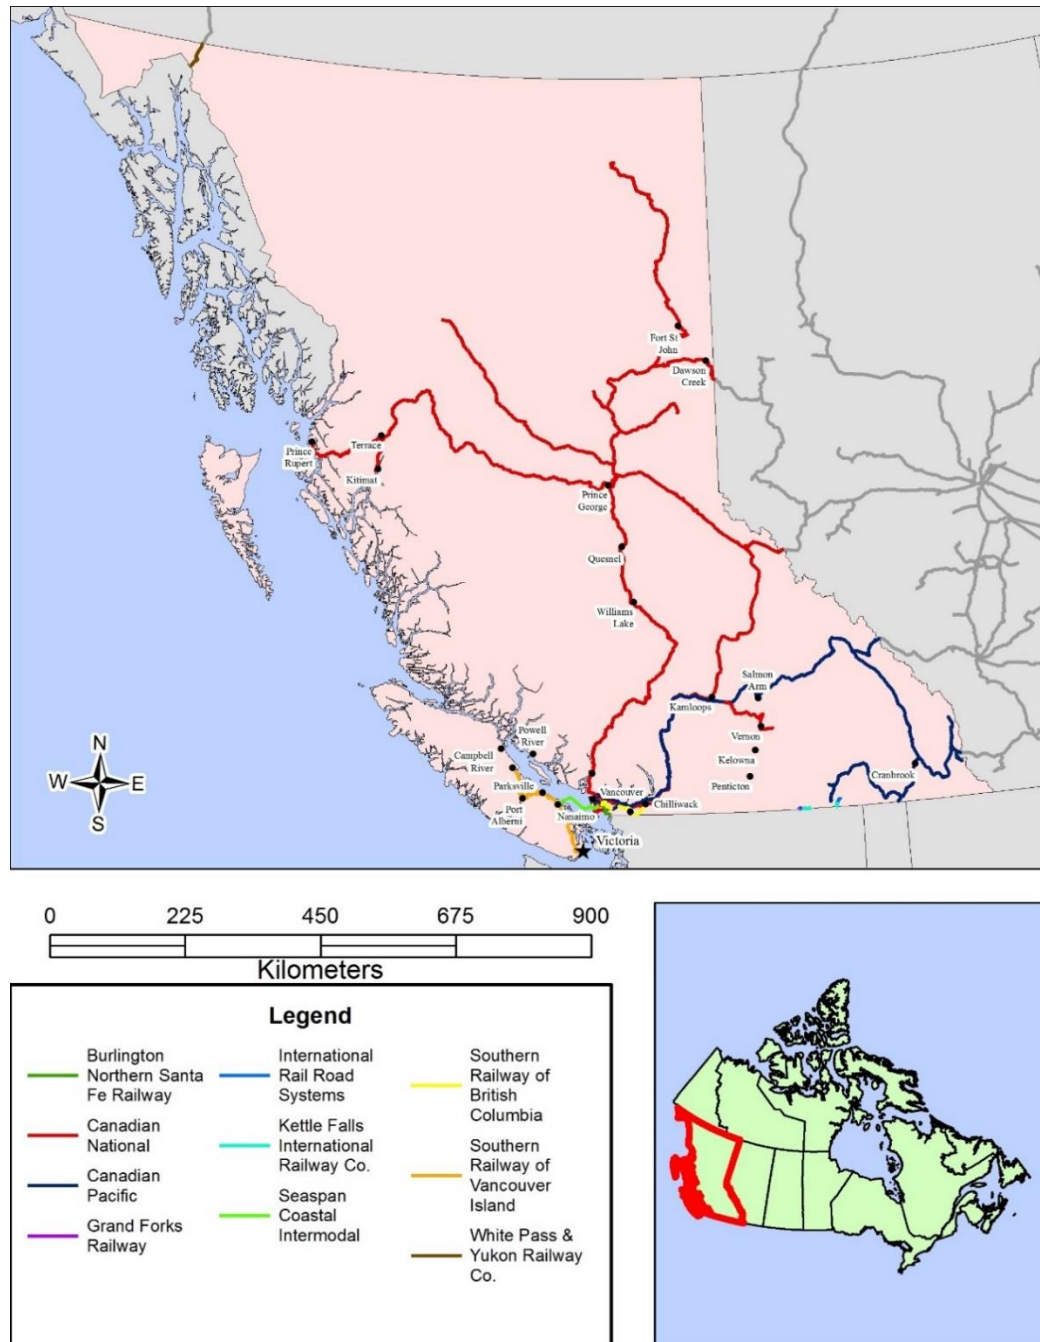 Fort St
John
Dawson
Creek
Terrace
Prince
Rupert
Kitimat
Prince
George
Quesnel
Williams
Lake
Salmon
Arm
Kamloops
Vernon
Powell
River
Campbell
River
Kelowna
Cranbrook
Penticton
Parksville
Vancouver
Chilliwack
Port
Alberni
Nanaimo
Victoria
N
W E
S
0 225 450 675 900
Kilometers
Legend
Burlington
Northern Santa
Fe Railway
Canadian
National
Canadian
Pacific
Grand Forks
Railway
International
Rail Road
Systems
Kettle Falls
International
Railway Co.
Seaspan
Coastal
Intermodal
Southern
Railway of
British
Columbia
Southern
Railway of
Vancouver
Island
White Pass &
Yukon Railway
Co.